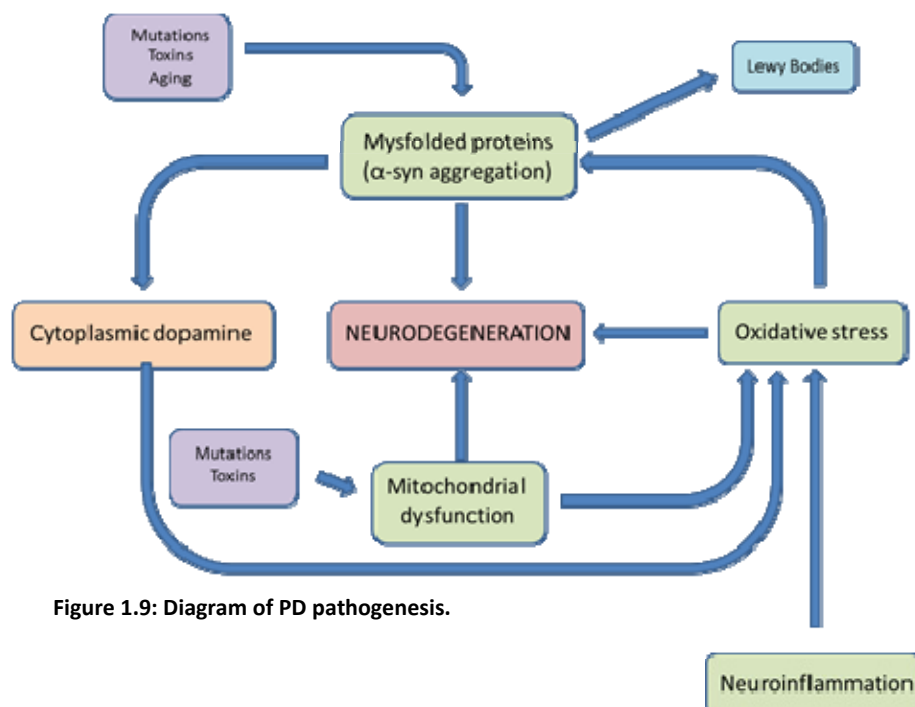 Mutations
Toxins
Aging
Lewy Bodies
Mysfolded proteins
(α-syn aggregation)
Cytoplasmic dopamine
NEURODEGENERATION
Oxidative stress
Mutations
Toxins
Mitochondrial
dysfunction
Figure 1.9: Diagram of PD pathogenesis.
Neuroinflammation